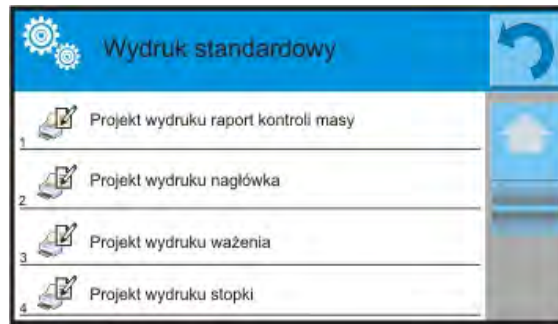 Wydruk standardowy
1 Projekt wydruku raport kontroli masy
2 Projekt wydruku nagłówka
3 Projekt wydruku ważenia
4 Projekt wydruku stopki